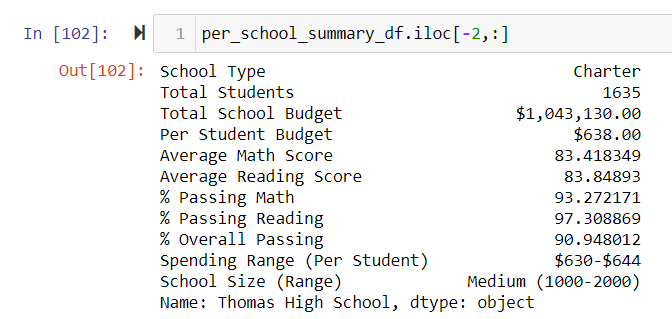 In [102]: 1 per_school_summary_df.iloc[-2,:]
Out[102]: School Type Charter
Total Students 1635
Total School Budget $1,043,130.00
Per Student Budget $638.00
Average Math Score 83.418349
Average Reading Score 83.84893
% Passing Math 93.272171
% Passing Reading 97.308869
% Overall Passing 90.948012
Spending Range (Per Student) $630-$644
School Size (Range) Medium (1000-2000)
Name: Thomas High School, dtype: object